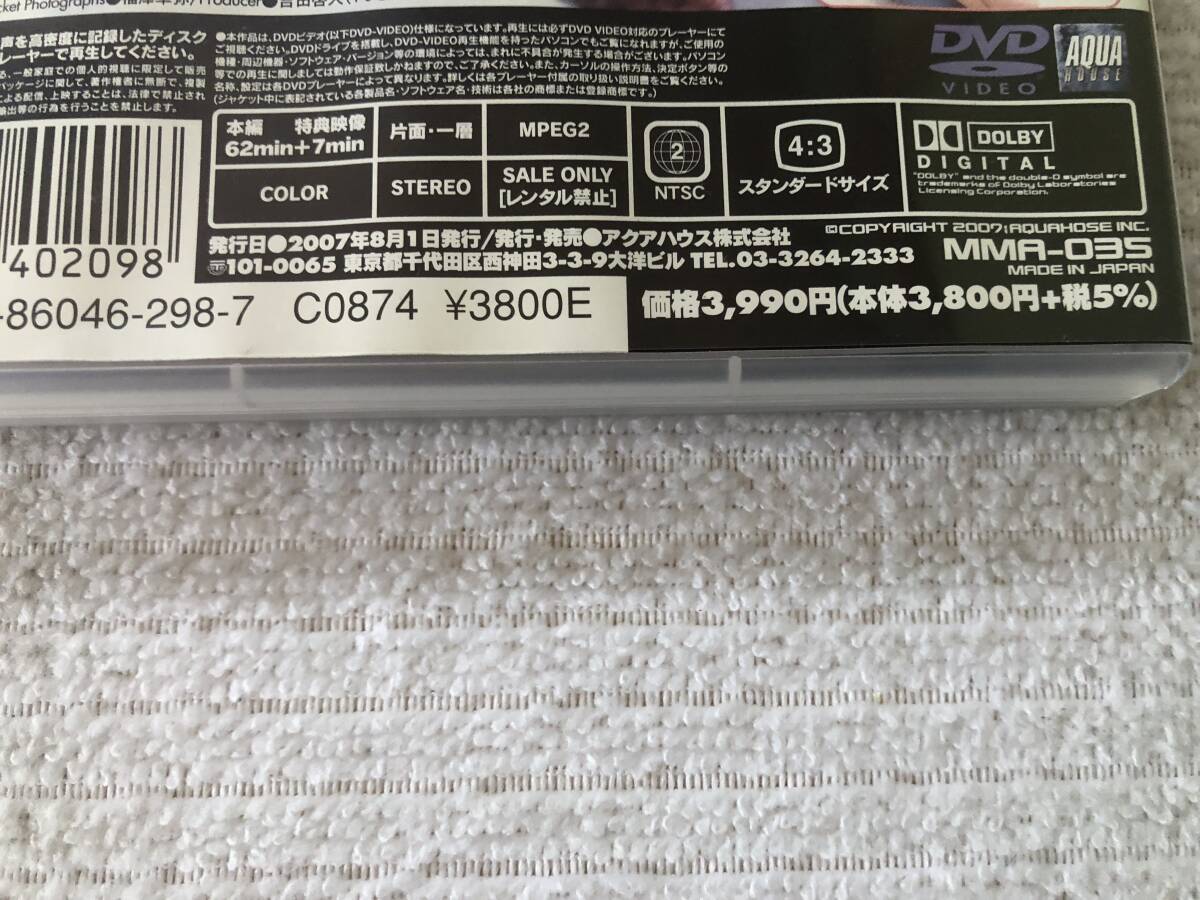 cket Photographs●
声を高密度に記録したディスク
レーヤーで再生してください。
、一般家庭での個人的視聴に限定して販売
パッケージに関して、著作権者に無断で、複製
による配信、上映することは、法律で禁止され
輸出等の行為を行うことを禁止します。
●本作品は、DVDビデオ(以下DVD-VIDEO)仕様になっています。再生には必ずDVD VIDEO対応のプレーヤーにて
ご視聴ください。DVDドライブを搭載し、DVD-VIDEO再生機能を持ったパソコンでもご覧になれますが、ご使用の
機種・周辺機器・ソフトウェア・バージョン等の環境によっては、まれに不具合が発生する場合がございます。パソコン
等での再生に関しましては動作保証致しかねますので、ご了承ください。また、カーソルの操作方法、決定ボタン等の
名称、設定は各DVDプレーヤーによって異なります。詳しくは各プレーヤー付属の取り扱い説明書をご覧ください。
(ジャケット中に表記されている各製品名・ソフトウェア名・技術は各社の商標または登録商標です。)
DVD
VIDEO
AQUA
HOUSE
本編 特典映像
62min+7min
片面・一層
MPEG2
COLOR
STEREO
SALE ONLY
[レンタル禁止]
2
NTSC
4:3
スタンダードサイズ
DOLBY
DIGITAL
"DOLBY" and the double-D symbol are
trademarks of Dolby Laboratories
Licensing Corporation.
402098
発行日●2007年8月1日発行/発行・発売●アクアハウス株式会社
〠101-0065 東京都千代田区西神田3-3-9大洋ビル TEL.03-3264-2333
©COPYRIGHT 2007;AQUAHOSE INC.
MMA-035
MADE IN JAPAN
-86046-298-7 C0874 ¥3800E
価格3,990円(本体3,800円+税5%)